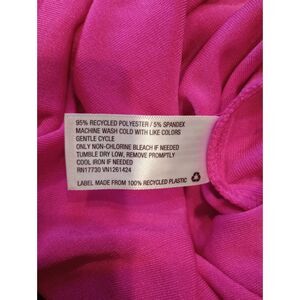 95% RECYCLED POLYESTER / 5% SPANDEX
MACHINE WASH COLD WITH LIKE COLORS
GENTLE CYCLE
ONLY NON-CHLORINE BLEACH IF NEEDED
TUMBLE DRY LOW, REMOVE PROMPTLY
COOL IRON IF NEEDED
RN17730 VN1261424
LABEL MADE FROM 100% RECYCLED PLASTIC